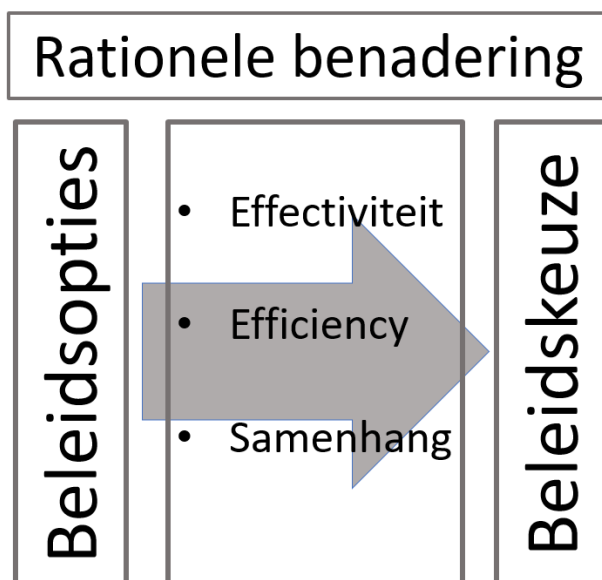 Rationele benadering
Beleidsopties
• Effectiviteit
• Efficiency
• Samenhang
Beleidskeuze